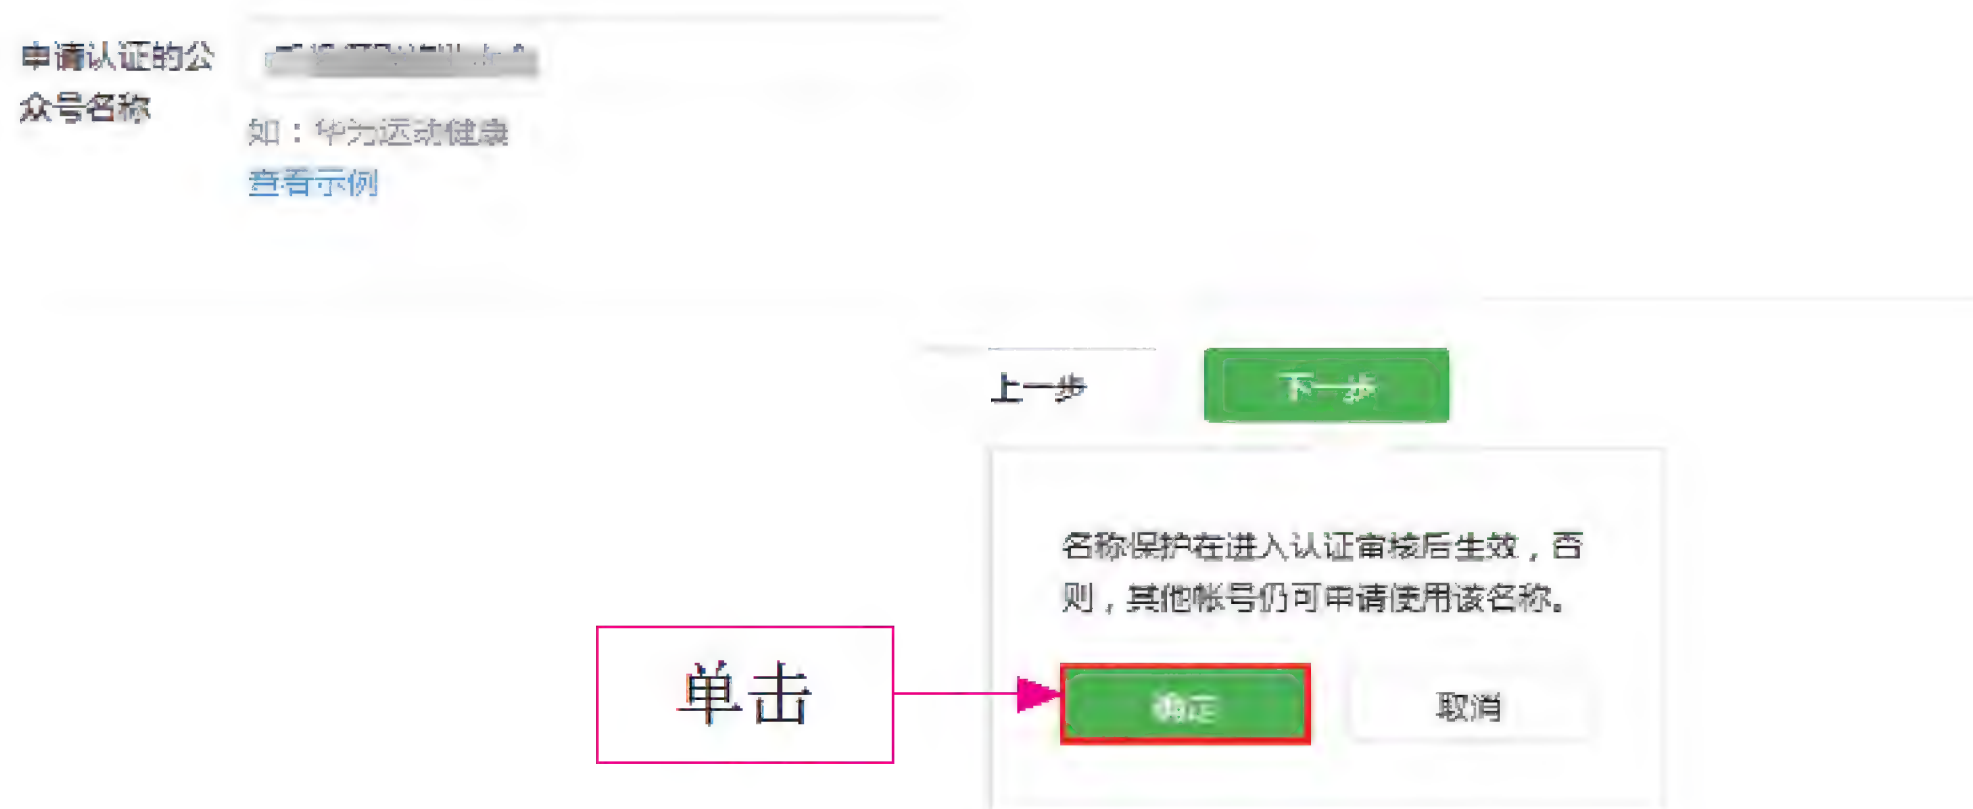 申请认证的公
众号名称
如：华为运动健康
查看示例
上一步
下一步
名称保护在进入认证审核后生效，否
则，其他帐号仍可申请使用该名称。
单击
确定
取消